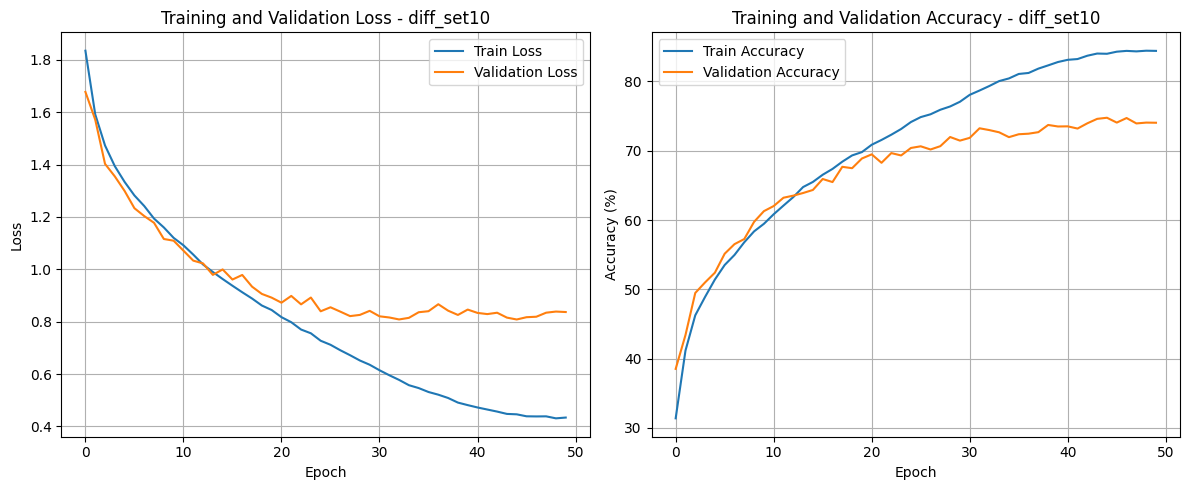 Training and Validation Loss - diff_set10
Train Loss
Validation Loss
1.8
1.6
1.4
1.2
1.0
0.8
0.6
0.4
Loss
0 10 20 30 40 50
Epoch
Training and Validation Accuracy - diff_set10
Train Accuracy
Validation Accuracy
80
70
60
50
40
30
Accuracy (%)
0 10 20 30 40 50
Epoch